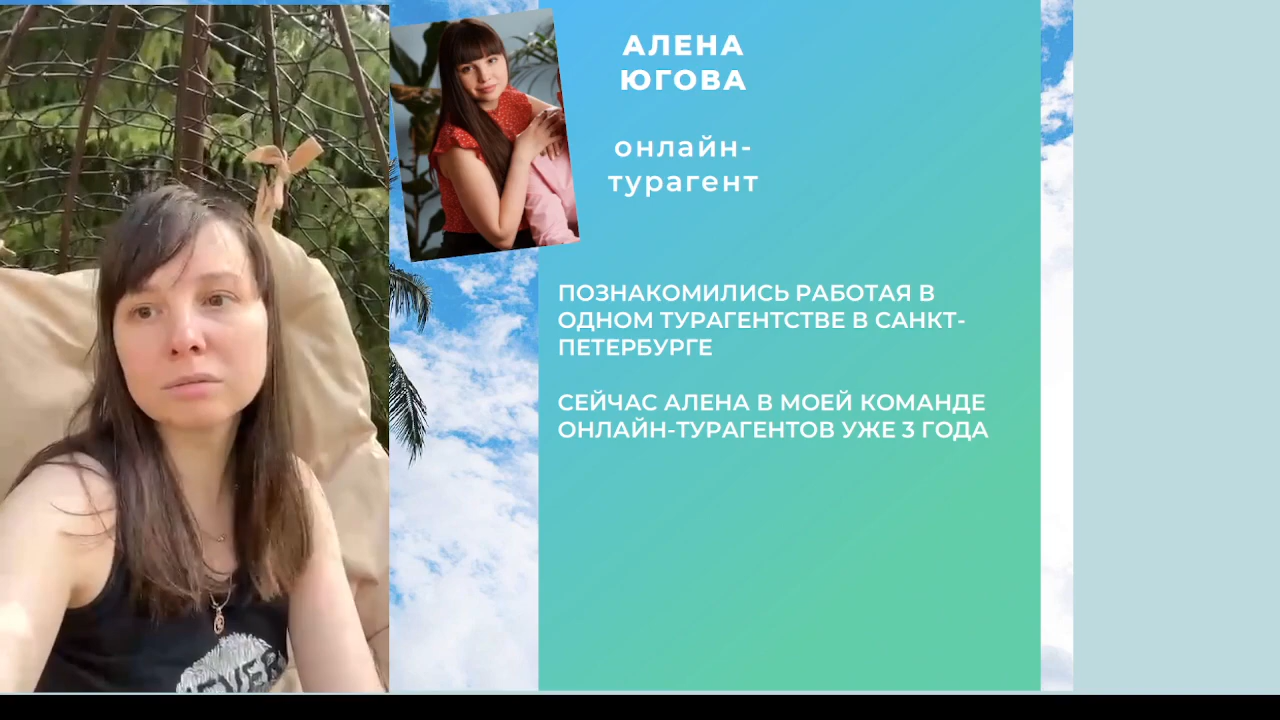 АЛЕНА
ЮГОВА
онлайн-
турагент
ПОЗНАКОМИЛИСЬ РАБОТАЯ В
ОДНОМ ТУРАГЕНТСТВЕ В САНКТ-
ПЕТЕРБУРГЕ
СЕЙЧАС АЛЕНА В МОЕЙ КОМАНДЕ
ОНЛАЙН-ТУРАГЕНТОВ УЖЕ 3 ГОДА